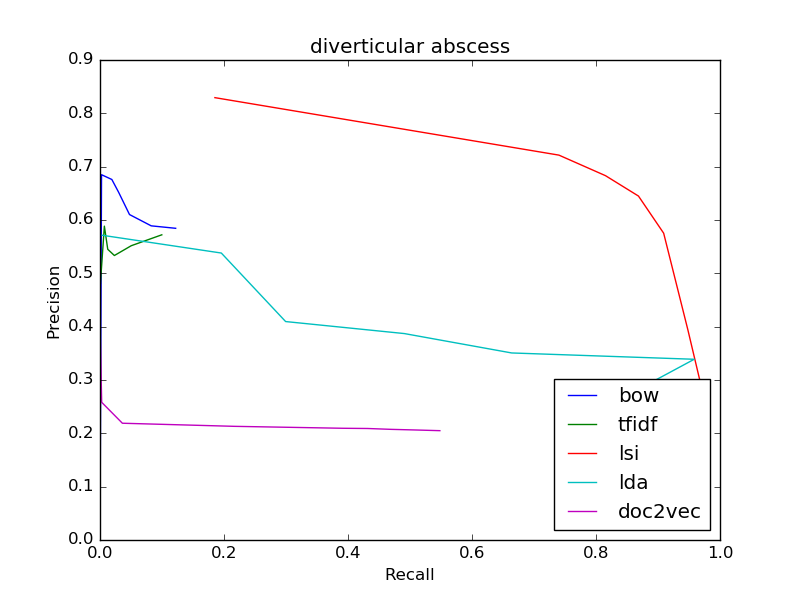 diverticular abscess
0.9
0.8
0.7
0.6
0.5
0.4
0.3
0.2
0.1
0.0
Precision
bow
tfidf
lsi
lda
doc2vec
0.0 0.2 0.4 0.6 0.8 1.0
Recall